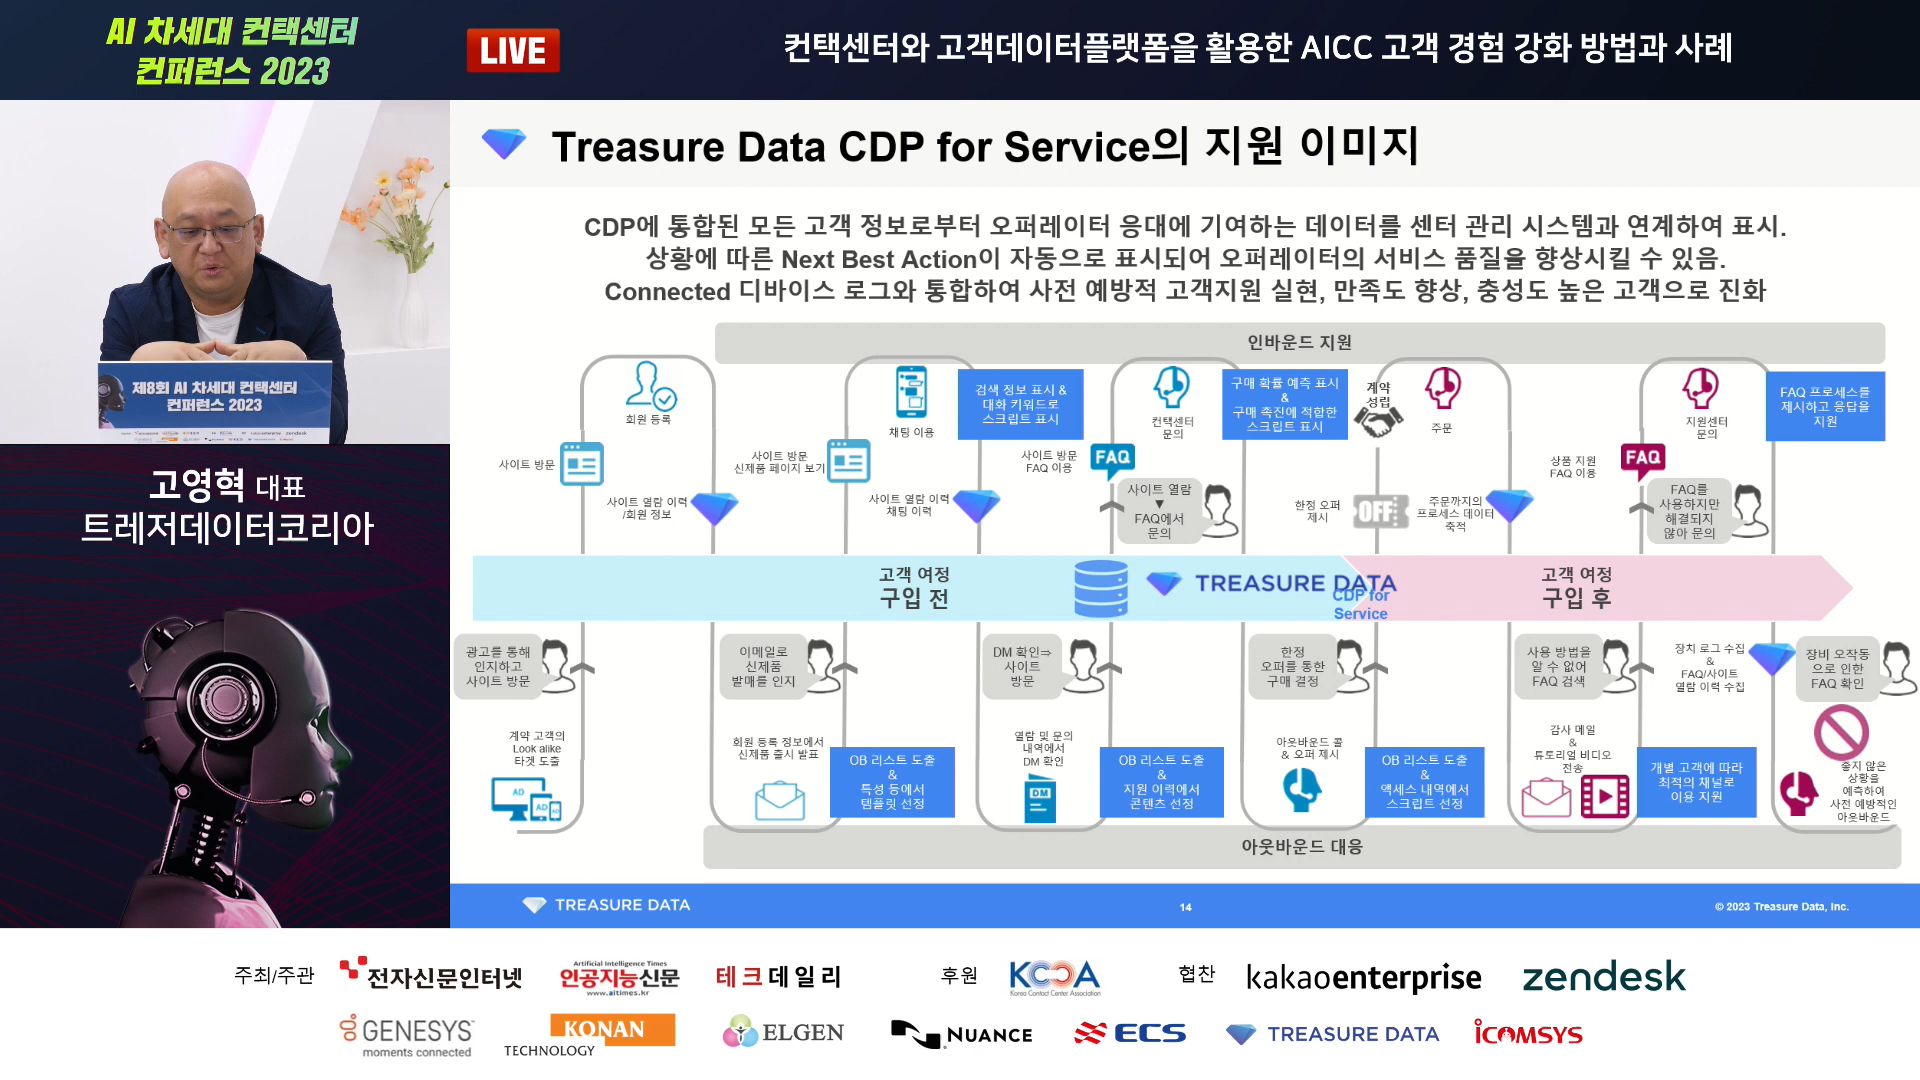 AI 차세대 컨택센터
컨퍼런스 2023
LIVE
컨택센터와 고객데이터플랫폼을 활용한 AICC 고객 경험 강화 방법과 사례
제8회 AI 차세대 컨택센터
컨퍼런스 2023
고영혁 대표
트레저데이터코리아
Treasure Data CDP for Service의 지원 이미지
CDP에 통합된 모든 고객 정보로부터 오퍼레이터 응대에 기여하는 데이터를 센터 관리 시스템과 연계하여 표시.
상황에 따른 Next Best Action이 자동으로 표시되어 오퍼레이터의 서비스 품질을 향상시킬 수 있음.
Connected 디바이스 로그와 통합하여 사전 예방적 고객지원 실현, 만족도 향상, 충성도 높은 고객으로 진화
인바운드 지원
회원 등록
사이트 방문
사이트 열람 이력
/회원 정보
채팅 이용
사이트 방문
신제품 페이지 보기
검색 정보 표시 &
대화 키워드로
스크립트 표시
사이트 열람 이력
채팅 이력
컨택센터
문의
사이트 방문
FAQ 이용
FAQ
사이트 열람
▼
FAQ에서
문의
구매 확률 예측 표시
&
구매 촉진에 적합한
스크립트 표시
계약
성립
한정 오퍼
제시
OFF
주문
주문까지의
프로세스 데이터
축적
지원센터
문의
상품 지원
FAQ 이용
FAQ
FAQ를
사용하지만
해결되지
않아 문의
FAQ 프로세스를
제시하고 응답을
지원
고객 여정
구입 전
TREASURE DATA
CDP for
Service
고객 여정
구입 후
광고를 통해
인지하고
사이트 방문
계약 고객의
Look alike
타겟 도출
AD
AD
AD
이메일로
신제품
발매를 인지
회원 등록 정보에서
신제품 출시 발표
OB 리스트 도출
&
특성 등에서
템플릿 선정
DM 확인⇒
사이트
방문
열람 및 문의
내역에서
DM 확인
DM
OB 리스트 도출
&
지원 이력에서
콘텐츠 선정
한정
오퍼를 통한
구매 결정
아웃바운드 콜
& 오퍼 제시
OB 리스트 도출
&
액세스 내역에서
스크립트 선정
사용 방법을
알 수 없어
FAQ 검색
감사 메일
&
튜토리얼 비디오
전송
개별 고객에 따라
최적의 채널로
이용 지원
장치 로그 수집
&
FAQ/사이트
열람 이력 수집
장비 오작동
으로 인한
FAQ 확인
좋지 않은
상황을
예측하여
사전 예방적인
아웃바운드
아웃바운드 대응
TREASURE DATA
14
© 2023 Treasure Data, Inc.
주최/주관
전자신문인터넷
Artificial Intelligence Times
인공지능신문
www.aitimes.kr
테크데일리
후원
KCCA
Korea Contact Center Association
협찬
kakaoenterprise
zendesk
GENESYS
moments connected
KONAN
TECHNOLOGY
ELGEN
NUANCE
ECS
TREASURE DATA
iCOMSYS